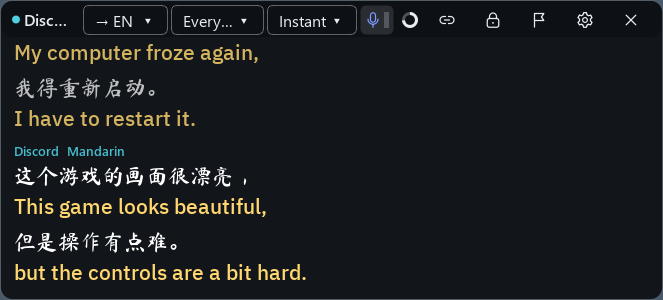 Disc... → EN Every... Instant
My computer froze again,
我得重新启动。
I have to restart it.
Discord Mandarin
这个游戏的画面很漂亮，
This game looks beautiful,
但是操作有点难。
but the controls are a bit hard.